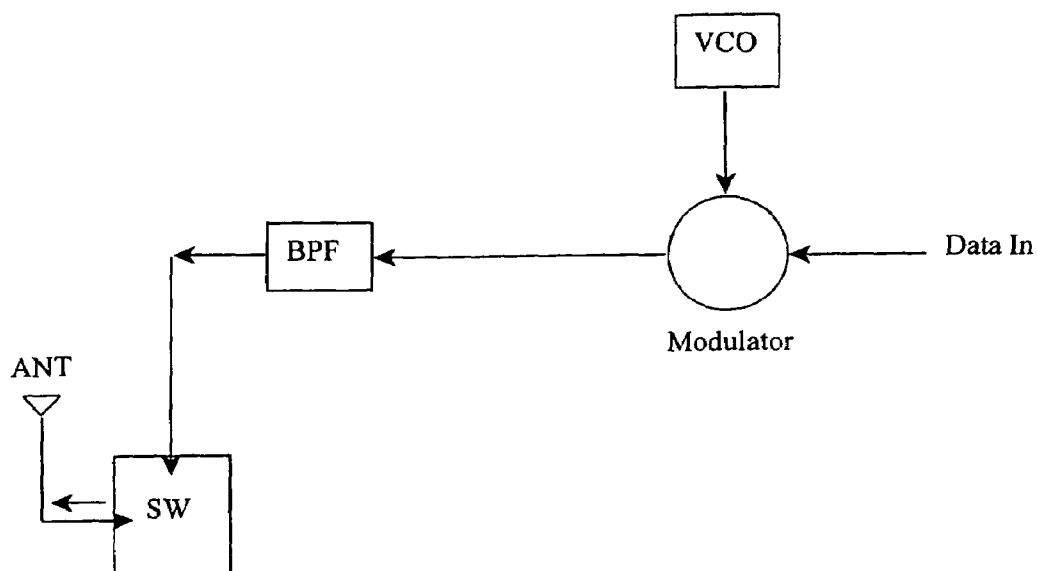 VCO
BPF
Data In
Modulator
ANT
SW